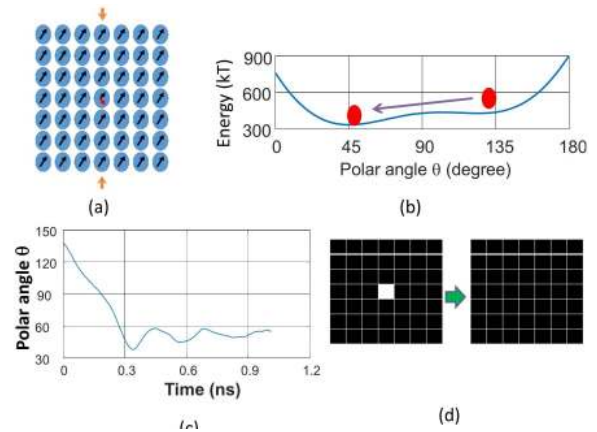 (a)
900
600
300
Energy (kT)
0 45 90 135 180
Polar angle θ (degree)
(b)
150
120
90
60
30
Polar angle θ
0 0.3 0.6 0.9 1.2
Time (ns)
(c)
(d)